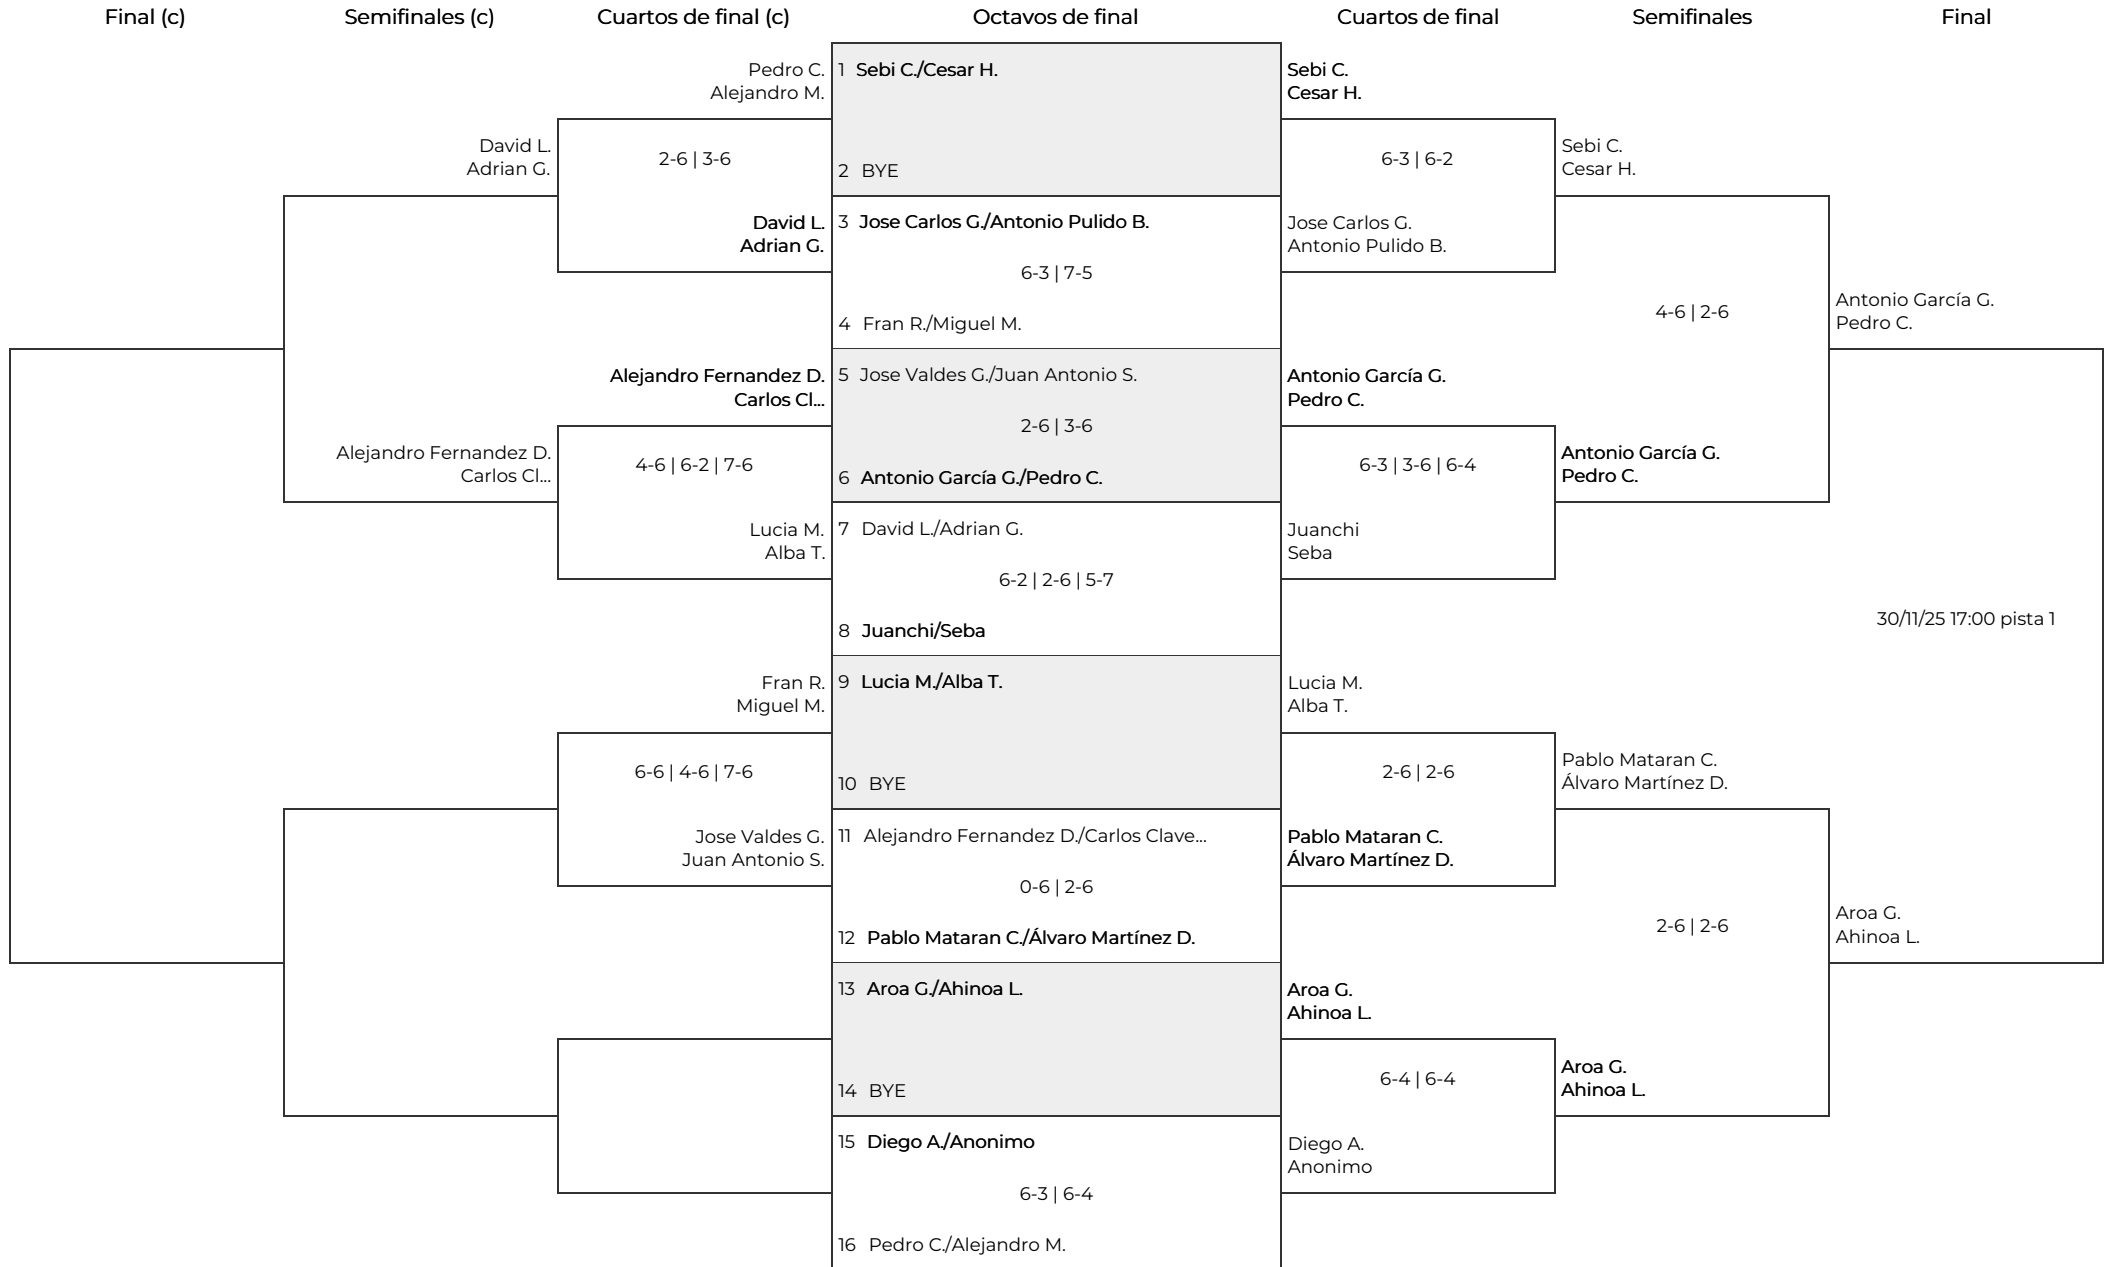 Final (c)
Semifinales (c)
Cuartos de final (c)
Octavos de final
Cuartos de final
Semifinales
Final
Pedro C.
Alejandro M.
2-6 | 3-6
David L.
Adrian G.
Alejandro Fernandez D.
Carlos Cl...
4-6 | 6-2 | 7-6
Lucia M.
Alba T.
Fran R.
Miguel M.
6-6 | 4-6 | 7-6
Jose Valdes G.
Juan Antonio S.
David L.
Adrian G.
Alejandro Fernandez D.
Carlos Cl...
1 Sebi C./Cesar H.
2 BYE
3 Jose Carlos G./Antonio Pulido B.
6-3 | 7-5
4 Fran R./Miguel M.
5 Jose Valdes G./Juan Antonio S.
2-6 | 3-6
6 Antonio García G./Pedro C.
7 David L./Adrian G.
6-2 | 2-6 | 5-7
8 Juanchi/Seba
9 Lucia M./Alba T.
10 BYE
11 Alejandro Fernandez D./Carlos Clave...
0-6 | 2-6
12 Pablo Mataran C./Álvaro Martínez D.
13 Aroa G./Ahinoa L.
14 BYE
15 Diego A./Anonimo
6-3 | 6-4
16 Pedro C./Alejandro M.
Sebi C.
Cesar H.
6-3 | 6-2
Jose Carlos G.
Antonio Pulido B.
Antonio García G.
Pedro C.
6-3 | 3-6 | 6-4
Juanchi
Seba
Lucia M.
Alba T.
2-6 | 2-6
Pablo Mataran C.
Álvaro Martínez D.
Aroa G.
Ahinoa L.
6-4 | 6-4
Diego A.
Anonimo
Sebi C.
Cesar H.
4-6 | 2-6
Antonio García G.
Pedro C.
Pablo Mataran C.
Álvaro Martínez D.
2-6 | 2-6
Aroa G.
Ahinoa L.
Antonio García G.
Pedro C.
30/11/25 17:00 pista 1
Aroa G.
Ahinoa L.